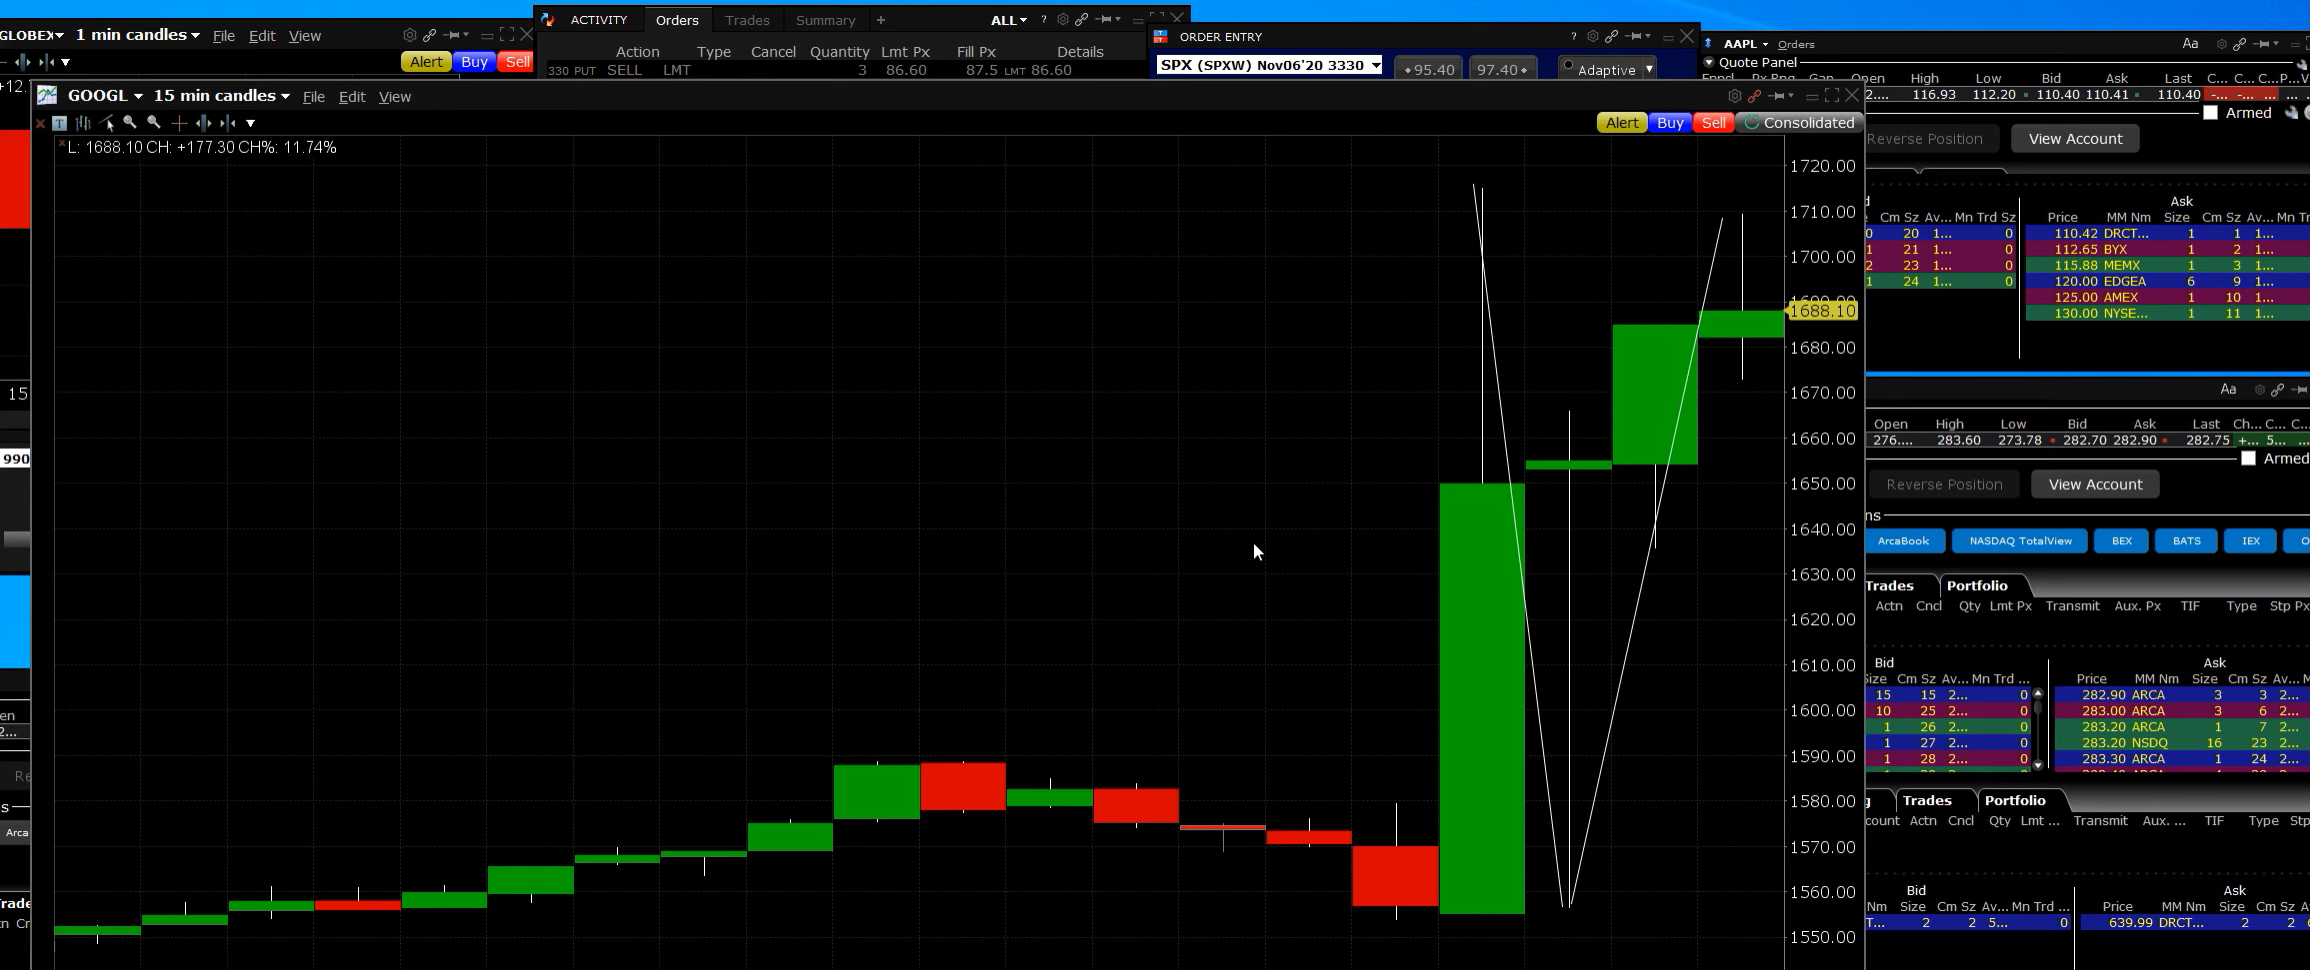 GLOBEX 1 min candles File Edit View
Alert Buy Sell
ACTIVITY Orders Trades Summary + ALL ?
Action Type Cancel Quantity Lmt Px Fill Px Details
330 PUT SELL LMT 3 86.60 87.5 LMT 86.60
ORDER ENTRY ?
SPX (SPXW) Nov06'20 3330 95.40 97.40 Adaptive
AAPL Orders Aa
Quote Panel
Open High Low Bid Ask Last C... C... P...
2.... 116.93 112.20 110.40 110.41 110.40 -... -... ...
Armed
Reverse Position View Account
GOOGL 15 min candles File Edit View
Alert Buy Sell Consolidated
L: 1688.10 CH: +177.30 CH%: 11.74%
1720.00
1710.00
1700.00
1690.00
1688.10
1680.00
1670.00
1660.00
1650.00
1640.00
1630.00
1620.00
1610.00
1600.00
1590.00
1580.00
1570.00
1560.00
1550.00
+12.
15
990
en
2...
Re
s
Arca
Trade
Ask
Cm Sz Av... Mn Trd Sz Price MM Nm Size Cm Sz Av... Mn Tr
0 20 1... 0 110.42 DRCT... 1 1 1...
1 21 1... 0 112.65 BYX 1 2 1...
2 23 1... 0 115.88 MEMX 1 3 1...
1 24 1... 0 120.00 EDGEA 6 9 1...
125.00 AMEX 1 10 1...
130.00 NYSE... 1 11 1...
Aa
Open High Low Bid Ask Last Ch... C... C...
276.... 283.60 273.78 282.70 282.90 282.75 +... 5... ...
Armed
Reverse Position View Account
ns
ArcaBook NASDAQ TotalView BEX BATS IEX O
Trades Portfolio
Actn Cncl Qty Lmt Px Transmit Aux. Px TIF Type Stp Px
Bid Ask
Size Cm Sz Av... Mn Trd ... Price MM Nm Size Cm Sz Av... M
15 15 2... 0 282.90 ARCA 3 3 2...
10 25 2... 0 283.00 ARCA 3 6 2...
1 26 2... 0 283.20 ARCA 1 7 2...
1 27 2... 0 283.20 NSDQ 16 23 2...
1 28 2... 0 283.30 ARCA 1 24 2...
g Trades Portfolio
count Actn Cncl Qty Lmt ... Transmit Aux. ... TIF Type Stp
Bid Ask
Nm Size Cm Sz Av... Mn Trd ... Price MM Nm Size Cm Sz A
T... 2 2 5... 0 639.99 DRCT... 2 2